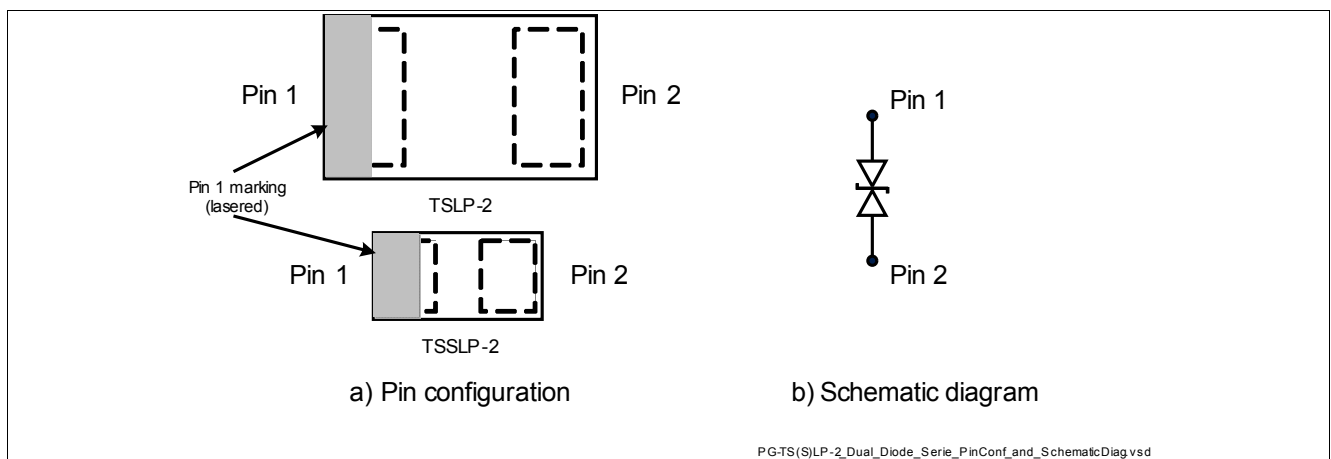 Pin 1
Pin 2
Pin 1 marking
(lasered)
TSLP-2
Pin 1
Pin 2
TSSLP-2
a) Pin configuration
Pin 1
Pin 2
b) Schematic diagram
PG-TS(S)LP-2_Dual_Diode_Serie_PinConf_and_SchematicDiag.vsd